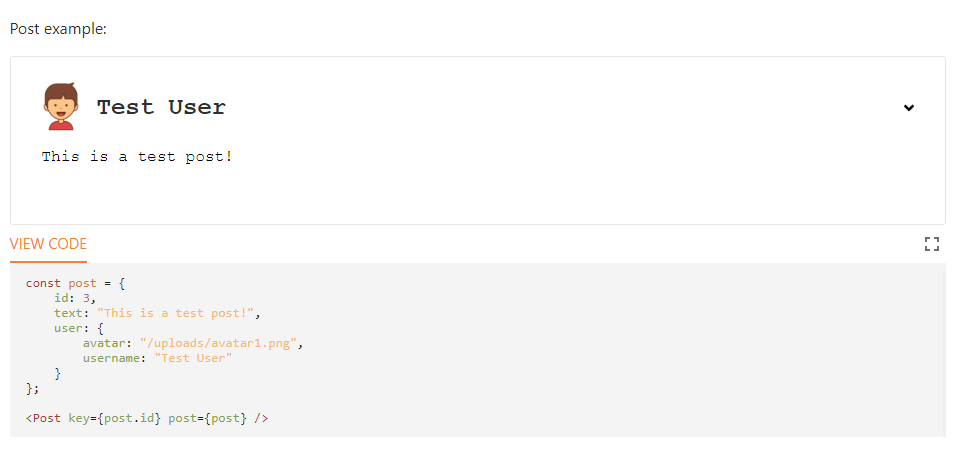 Post example:
Test User
This is a test post!
VIEW CODE
const post = {
    id: 3,
    text: "This is a test post!",
    user: {
        avatar: "/uploads/avatar1.png",
        username: "Test User"
    }
};
<Post key={post.id} post={post} />